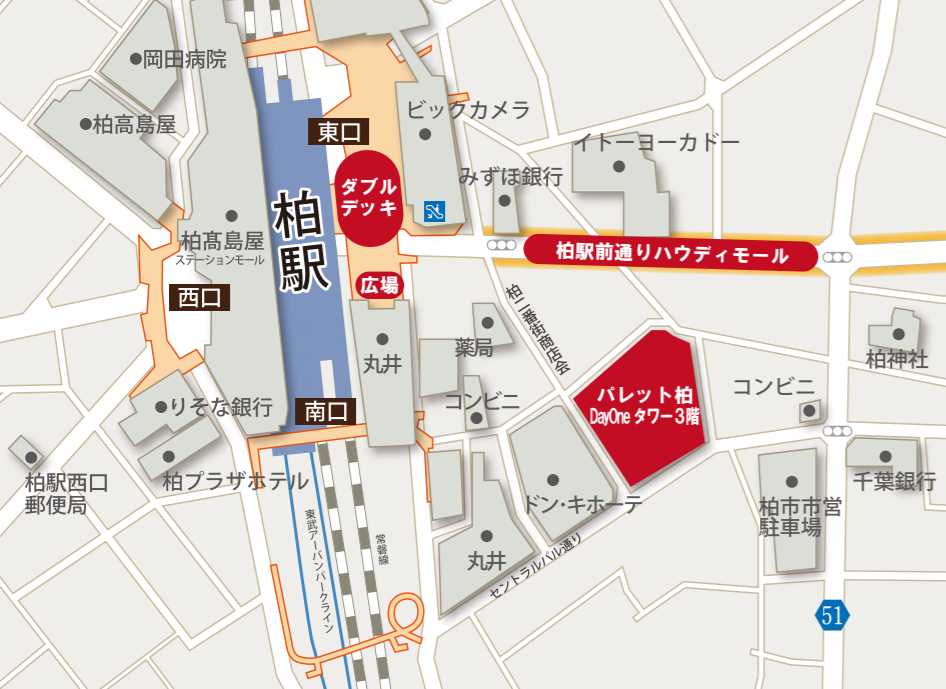 岡田病院
柏高島屋
東口
ビックカメラ
イトーヨーカドー
みずほ銀行
ダブル
デッキ
柏駅
柏髙島屋
ステーションモール
柏駅前通りハウディモール
西口
広場
柏二番街商店会
丸井
薬局
柏神社
コンビニ
パレット柏
DayOne タワー3階
コンビニ
りそな銀行
南口
柏プラザホテル
柏駅西口
郵便局
ドン・キホーテ
柏市市営
駐車場
千葉銀行
東武アーバンパークライン
常磐線
丸井
セントラルパル通り
51